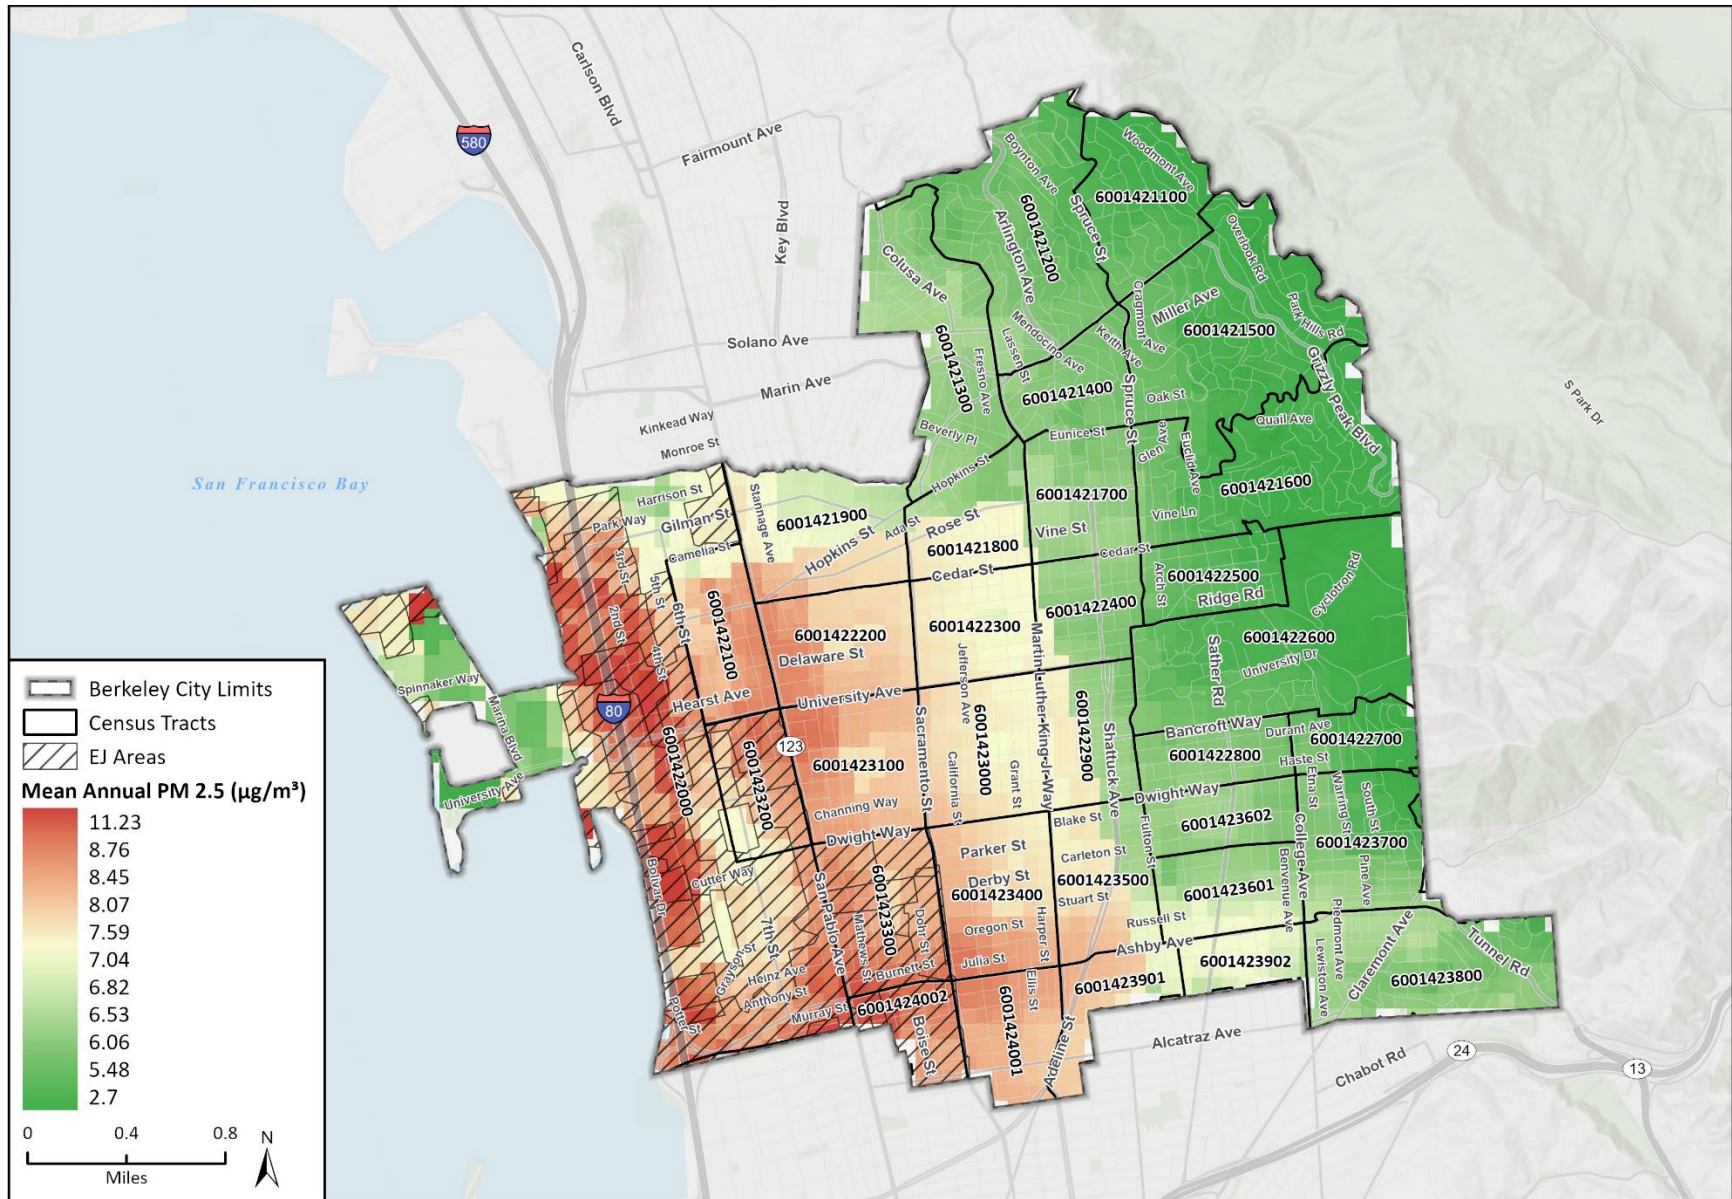 Carlson Blvd
580
Fairmount Ave
Key Blvd
Solano Ave
Marin Ave
Kinkead Way
Monroe St
San Francisco Bay
Woodmont Ave
Boynton Ave
6001421100
Spruce St
6001421200
Arlington Ave
Overlook Rd
Colusa Ave
Cragmont Ave
Miller Ave
Park Hills Rd
6001421500
Mendocino Ave
Keith Ave
Lassen St
Fresno Ave
6001421300
Grizzly Peak Blvd
S Park Dr
6001421400
Spruce St
Oak St
Quail Ave
Beverly Pl
Eunice St
Glen Ave
Euclid Ave
Hopkins St
6001421700
6001421600
Harrison St
Park Way
Gilman St
Stannage Ave
6001421900
Ada St
Rose St
Vine St
Vine Ln
Camelia St
Hopkins St
6001421800
Cedar St
Cedar St
3rd St
5th St
6th St
2nd St
4th St
6001422100
6001422200
6001422300
6001422400
Arch St
6001422500
Ridge Rd
Cyclotron Rd
Delaware St
Jefferson Ave
Martin Luther King Jr Way
6001422600
Sather Rd
University Dr
Spinnaker Way
Marina Blvd
University Ave
80
Hearst Ave
University Ave
6001422000
6001423200
123
6001423100
Sacramento St
6001423000
California St
Grant St
6001422900
Shattuck Ave
Bancroft Way
Durant Ave
6001422700
6001422800
Haste St
Channing Way
Dwight Way
Dwight Way
Etna St
Warring St
South St
Blake St
Fulton St
6001423602
College Ave
6001423700
Parker St
Carleton St
Benvenue Ave
Pine Ave
Bolivar Dr
Cutter Way
San Pablo Ave
6001423300
Derby St
6001423400
6001423500
6001423601
Stuart St
Russell St
Piedmont Ave
Mathews St
Dohr St
Oregon St
Harper St
7th St
Grayson St
Heinz Ave
Burnett St
Julia St
Ashby Ave
6001423902
Lewiston Ave
Claremont Ave
Tunnel Rd
6001423800
Anthony St
Murray St
6001424002
Ellis St
6001423901
Potter St
Boise St
6001424001
Adeline St
Alcatraz Ave
Chabot Rd
24
13
Berkeley City Limits
Census Tracts
EJ Areas
Mean Annual PM 2.5 (µg/m³)
11.23
8.76
8.45
8.07
7.59
7.04
6.82
6.53
6.06
5.48
2.7
0 0.4 0.8
Miles
N